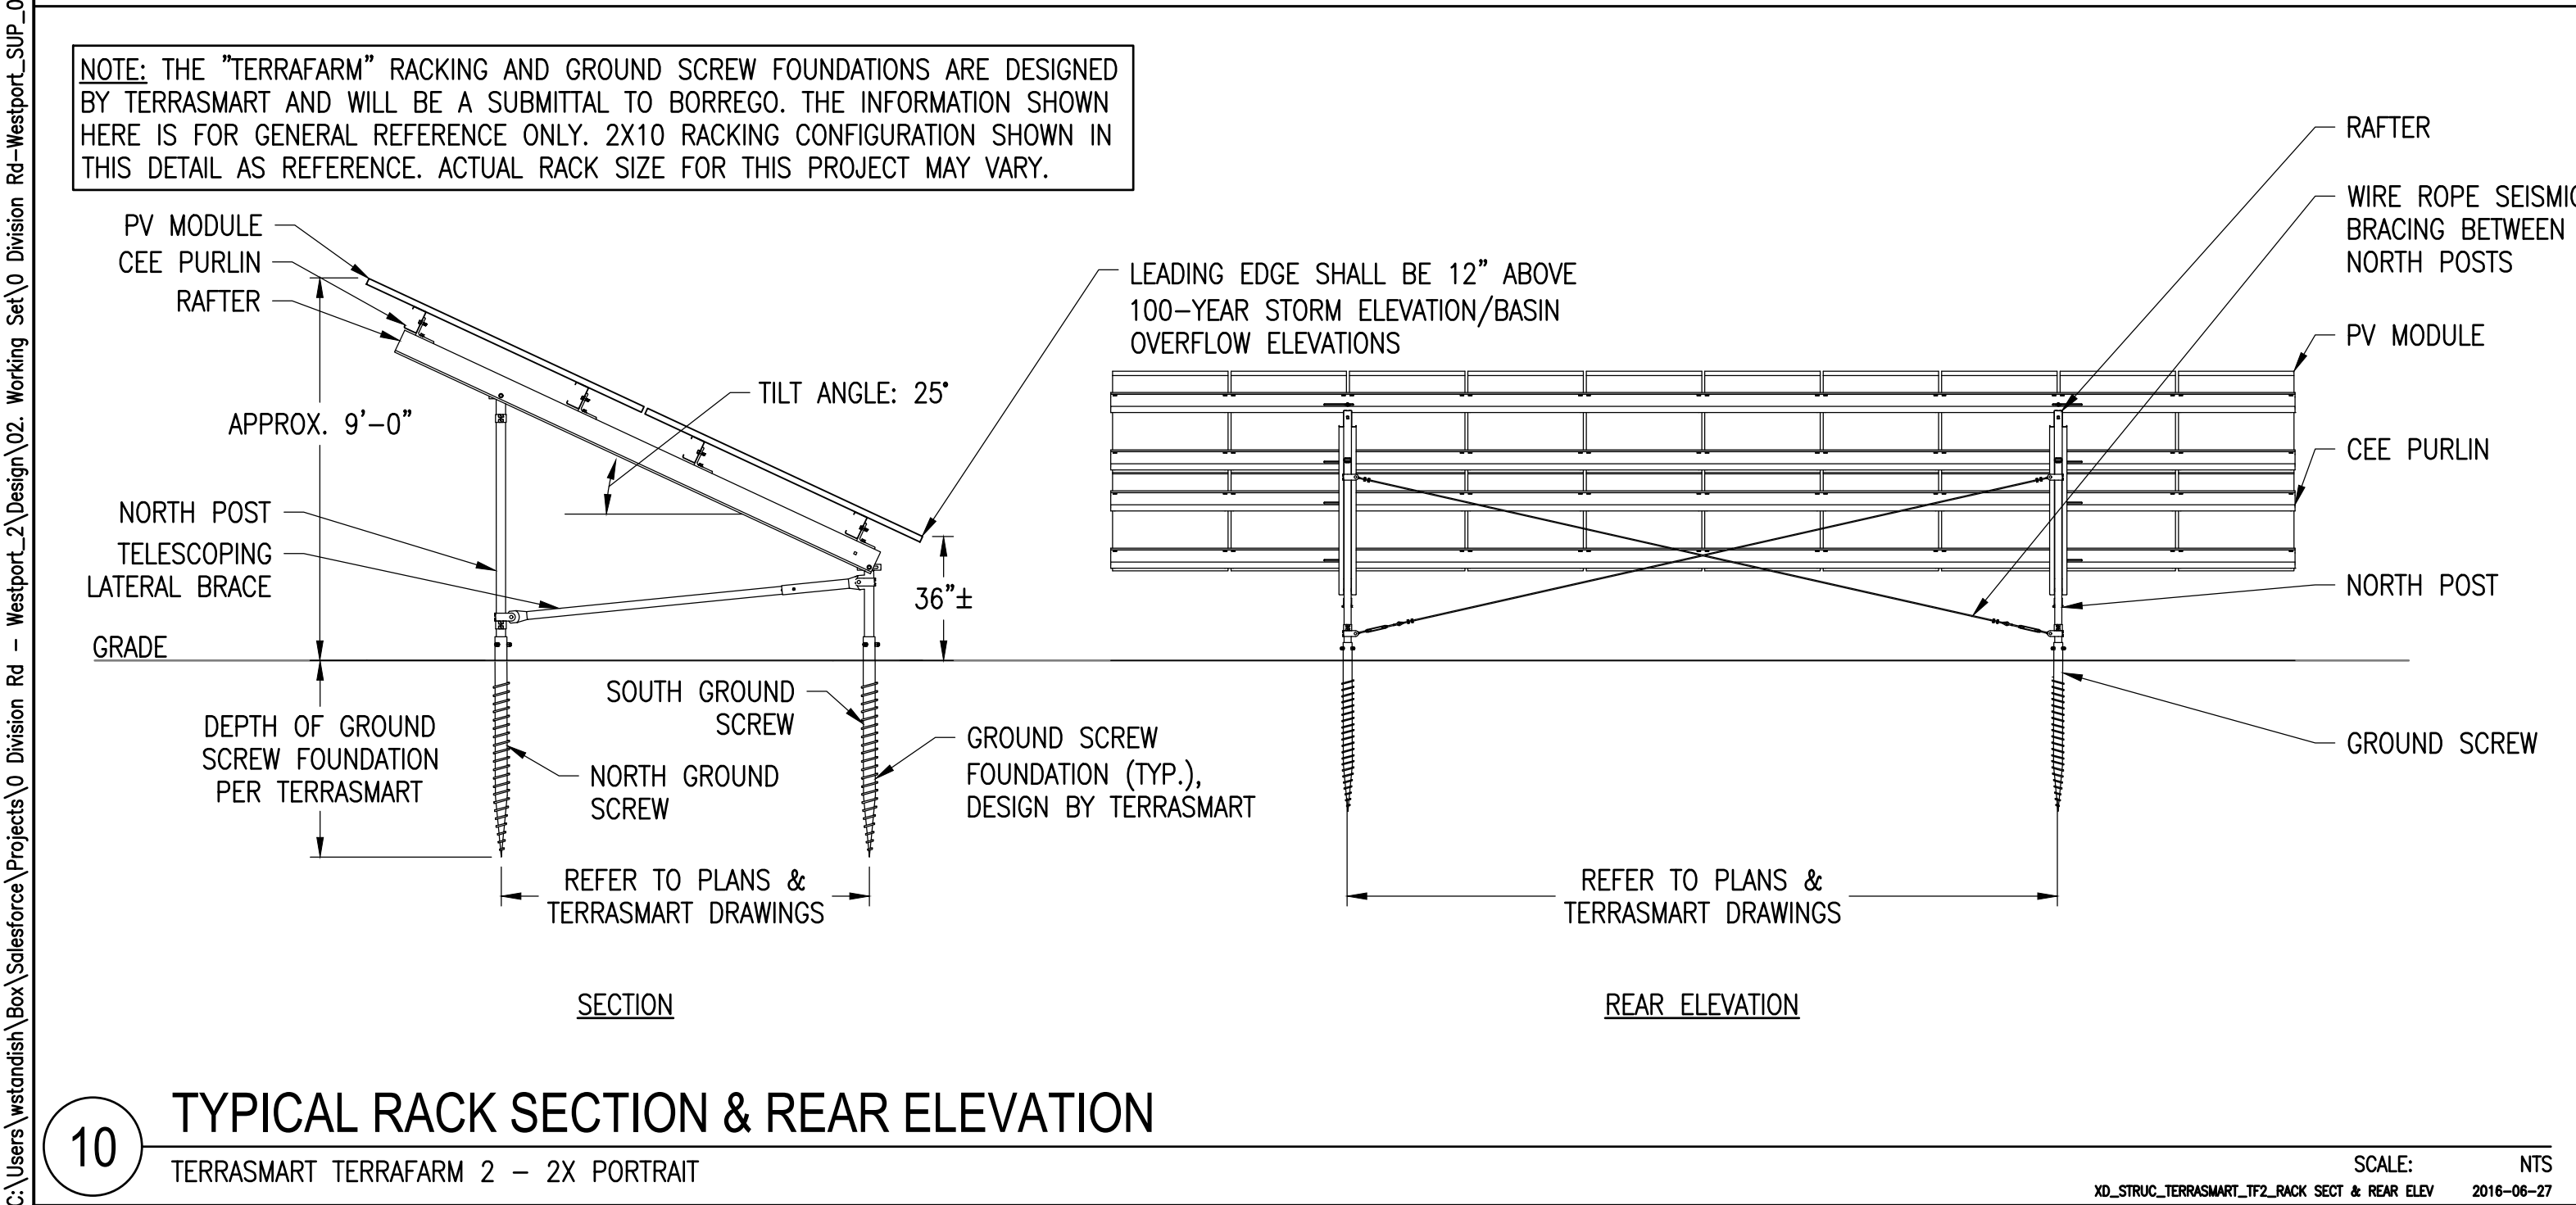 C:\Users\wstandish\Box\Salesforce\Projects\0 Division Rd - Westport_2\Design\02. Working Set\0 Division Rd-Westport_SUP_0
NOTE: THE "TERRAFARM" RACKING AND GROUND SCREW FOUNDATIONS ARE DESIGNED
BY TERRASMART AND WILL BE A SUBMITTAL TO BORREGO. THE INFORMATION SHOWN
HERE IS FOR GENERAL REFERENCE ONLY. 2X10 RACKING CONFIGURATION SHOWN IN
THIS DETAIL AS REFERENCE. ACTUAL RACK SIZE FOR THIS PROJECT MAY VARY.
PV MODULE
CEE PURLIN
RAFTER
APPROX. 9'-0"
TILT ANGLE: 25°
LEADING EDGE SHALL BE 12" ABOVE
100-YEAR STORM ELEVATION/BASIN
OVERFLOW ELEVATIONS
NORTH POST
TELESCOPING
LATERAL BRACE
36"±
GRADE
DEPTH OF GROUND
SCREW FOUNDATION
PER TERRASMART
SOUTH GROUND
SCREW
NORTH GROUND
SCREW
GROUND SCREW
FOUNDATION (TYP.),
DESIGN BY TERRASMART
REFER TO PLANS &
TERRASMART DRAWINGS
SECTION
RAFTER
WIRE ROPE SEISMIC
BRACING BETWEEN
NORTH POSTS
PV MODULE
CEE PURLIN
NORTH POST
GROUND SCREW
REFER TO PLANS &
TERRASMART DRAWINGS
REAR ELEVATION
10
TYPICAL RACK SECTION & REAR ELEVATION
TERRASMART TERRAFARM 2 - 2X PORTRAIT
SCALE: NTS
XD_STRUC_TERRASMART_TF2_RACK SECT & REAR ELEV 2016-06-27